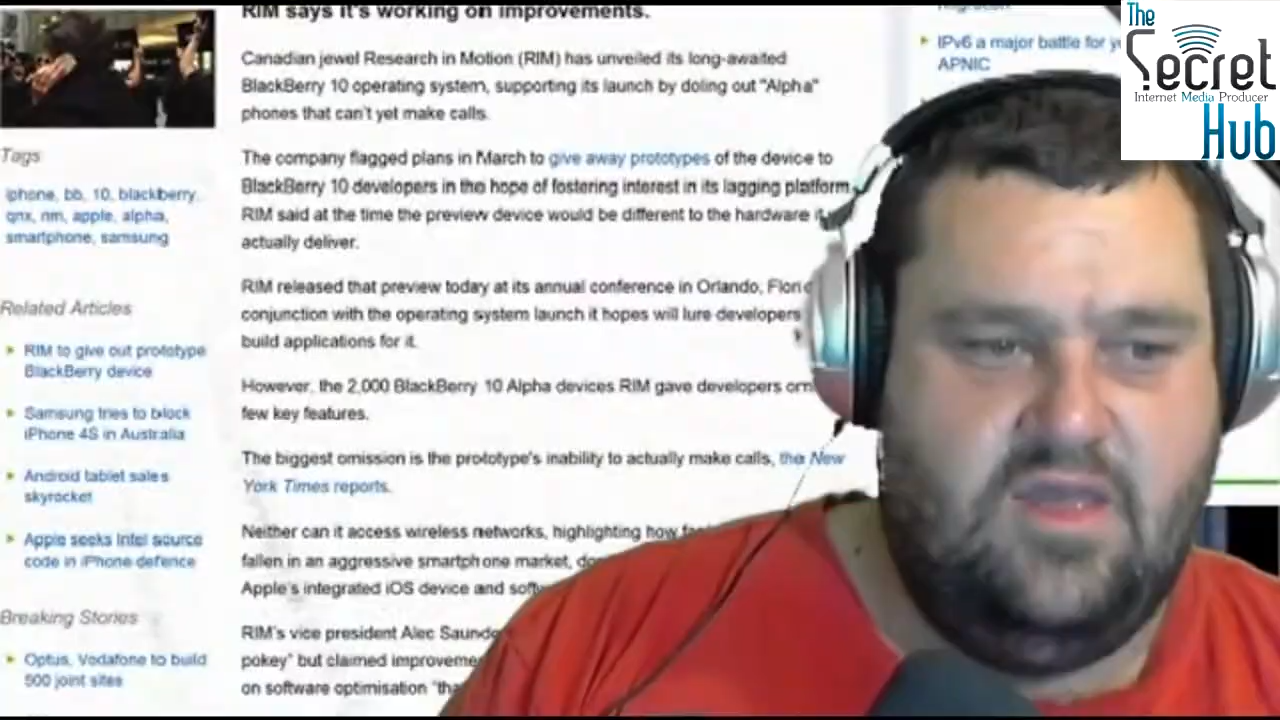 RIM says it's working on improvements.
Canadian jewel Research in Motion (RIM) has unveiled its long-awaited
BlackBerry 10 operating system, supporting its launch by doling out "Alpha"
phones that can't yet make calls.
The company flagged plans in March to give away prototypes of the device to
BlackBerry 10 developers in the hope of fostering interest in its lagging platform.
RIM said at the time the preview device would be different to the hardware it
actually deliver.
RIM released that preview today at its annual conference in Orlando,
conjunction with the operating system launch it hopes will lure developers
build applications for it.
However, the 2,000 BlackBerry 10 Alpha devices RIM gave developers
few key features.
The biggest omission is the prototype's inability to actually make calls, the New
York Times reports.
Neither can it access wireless networks, highlighting how
fallen in an aggressive smartphone market,
Apple's integrated iOS device and
RIM's vice president Alec
pokey" but claimed
on software optimisation
Tags
iphone, bb, 10, blackberry,
qnx, rim, apple, alpha,
smartphone, samsung
Related Articles
RIM to give out prototype
BlackBerry device
Samsung tries to block
iPhone 4S in Australia
Android tablet sales
skyrocket
Apple seeks Intel source
code in iPhone defence
Breaking Stories
Optus, Vodafone to build
500 joint sites
IPv6 a major battle for
APNIC
The
Secret
Internet Media Producer
Hub